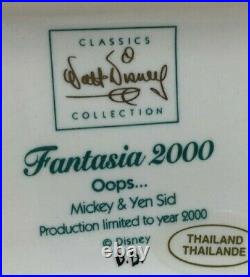 CLASSICS
Walt Disney
COLLECTION
Fantasia 2000
Oops...
Mickey & Yen Sid
Production limited to year 2000
© Disney
THAILAND
THAILANDE